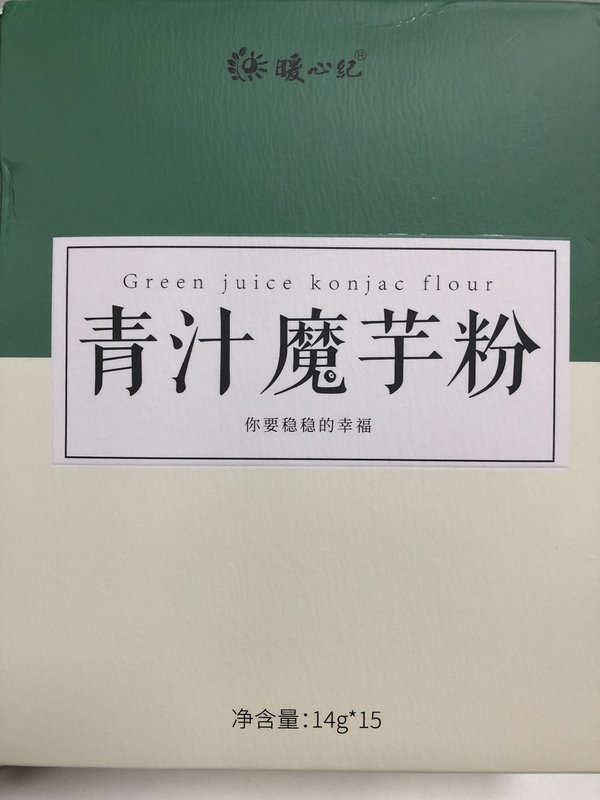 暖心纪®
Green juice konjac flour
青汁魔芋粉
你要稳稳的幸福
净含量：14g*15